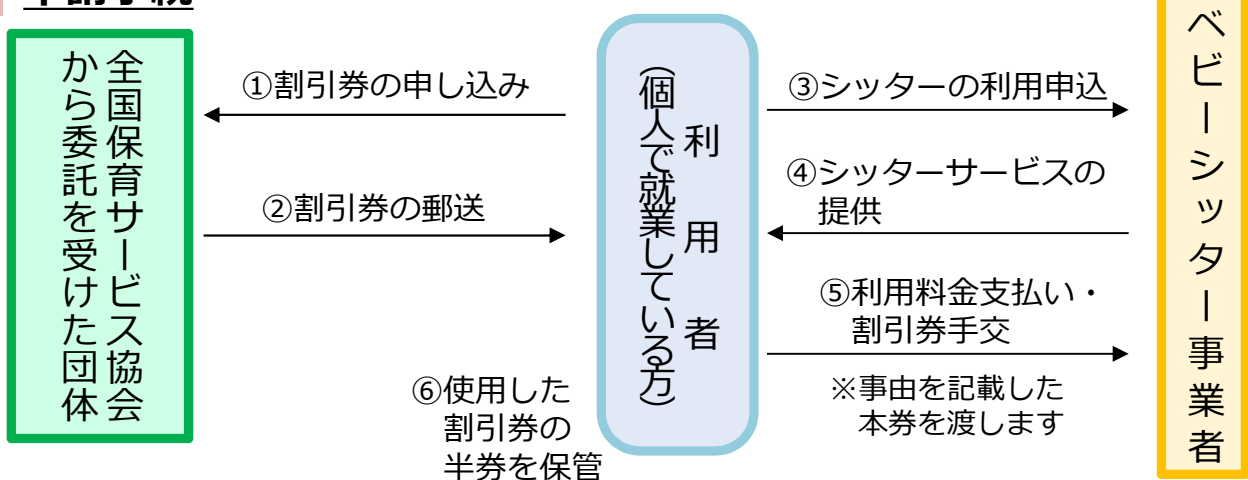 申請手続
全国保育サービス協会
から委託を受けた団体
①割引券の申し込み
②割引券の郵送
利用者
（個人で就業している方）
③シッターの利用申込
④シッターサービスの
提供
⑤利用料金支払い・
割引券手交
※事由を記載した
本券を渡します
⑥使用した
割引券の
半券を保管
ベビーシッター事業者